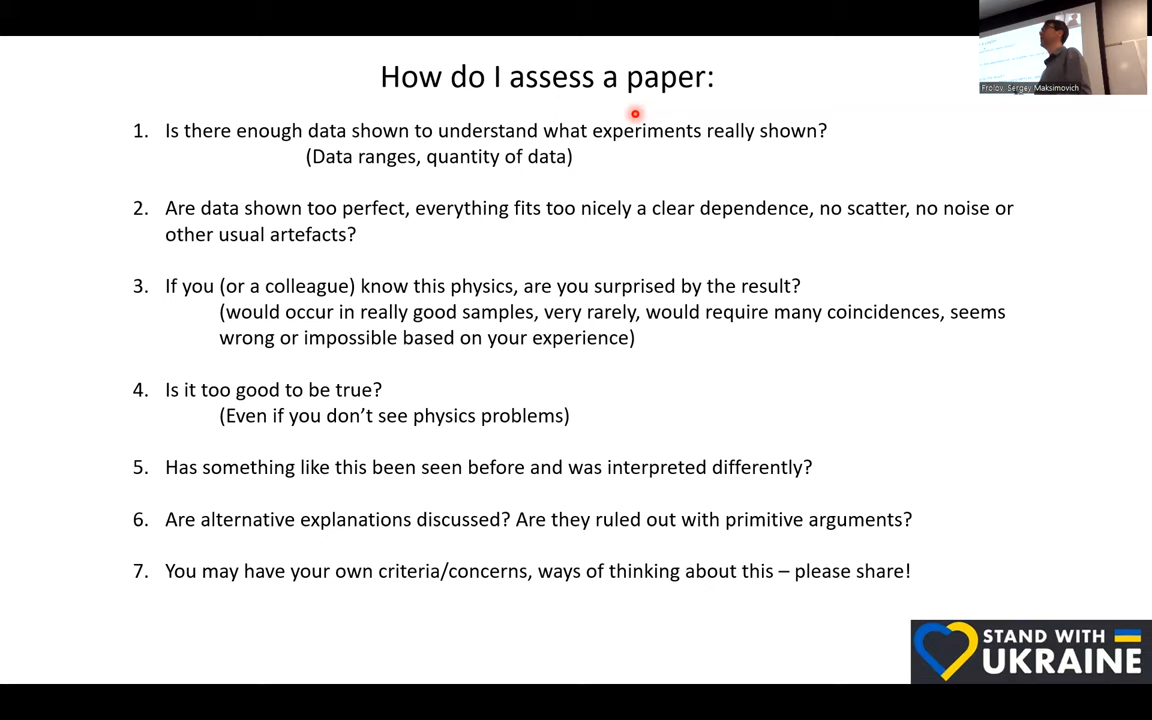 Frolov, Sergey Maksimovich
How do I assess a paper:
1. Is there enough data shown to understand what experiments really shown?
(Data ranges, quantity of data)
2. Are data shown too perfect, everything fits too nicely a clear dependence, no scatter, no noise or
other usual artefacts?
3. If you (or a colleague) know this physics, are you surprised by the result?
(would occur in really good samples, very rarely, would require many coincidences, seems
wrong or impossible based on your experience)
4. Is it too good to be true?
(Even if you don’t see physics problems)
5. Has something like this been seen before and was interpreted differently?
6. Are alternative explanations discussed? Are they ruled out with primitive arguments?
7. You may have your own criteria/concerns, ways of thinking about this – please share!
STAND WITH
UKRAINE